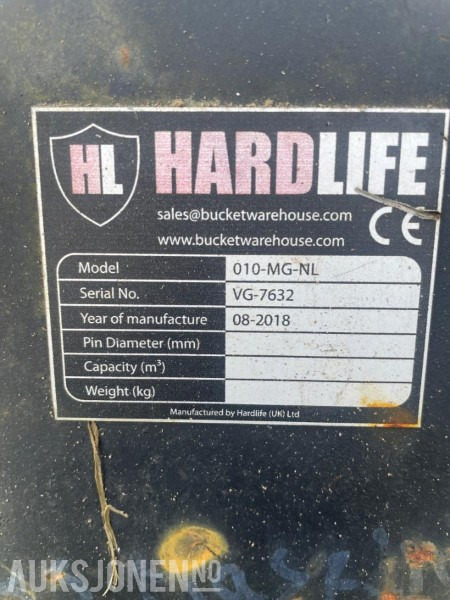 HL HARDLIFE
sales@bucketwarehouse.com
CE
www.bucketwarehouse.com
Model 010-MG-NL
Serial No. VG-7632
Year of manufacture 08-2018
Pin Diameter (mm)
Capacity (m³)
Weight (kg)
Manufactured by Hardlife (UK) Ltd
AUKSJONEN.NO